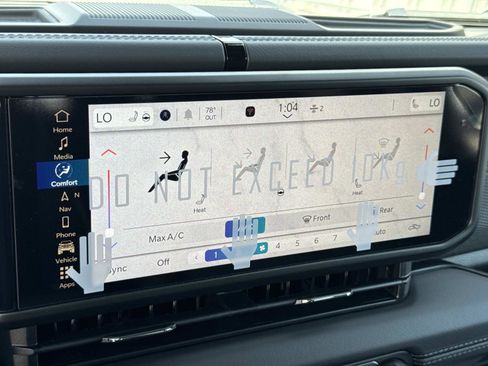 LO 78° OUT 1:04 2 LO
Home
Media
Comfort
Nav N
Phone
Vehicle
Apps
DO NOT EXCEED 10Kg
Heat Heat
Max A/C Front Rear
Sync Off 1 4 5 6 7 Auto